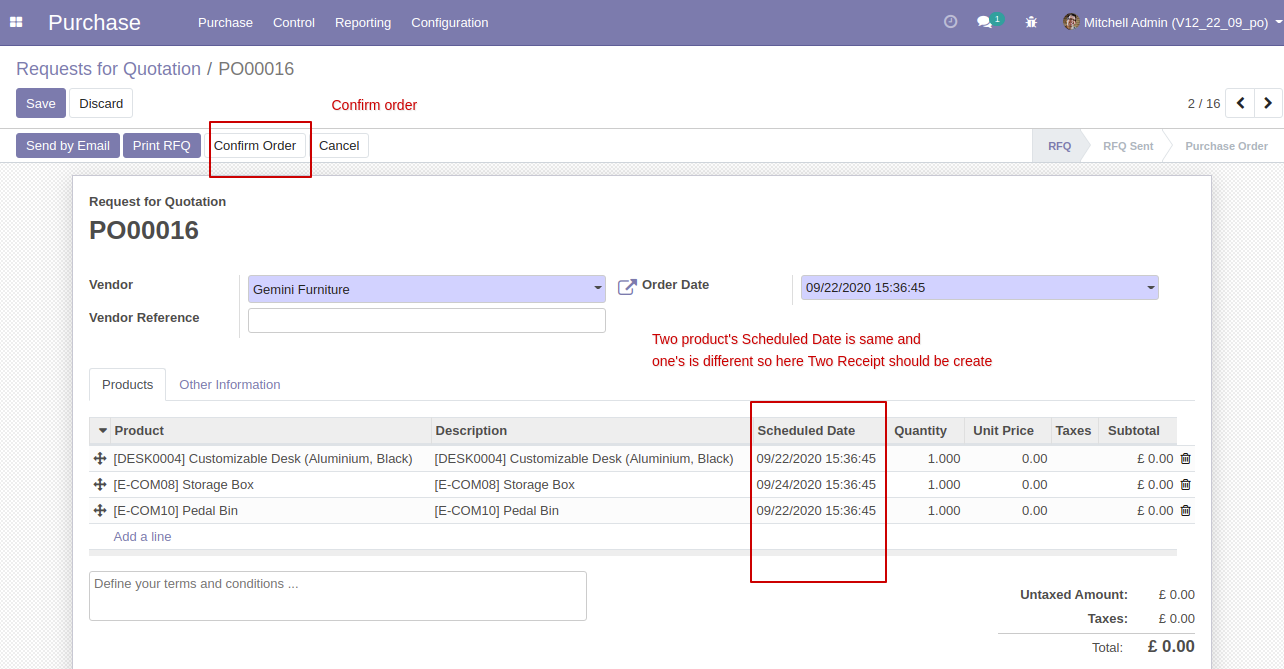 Purchase Purchase Control Reporting Configuration 1 Mitchell Admin (V12_22_09_po)
Requests for Quotation / PO00016
Save Discard Confirm order 2 / 16
Send by Email Print RFQ Confirm Order Cancel RFQ RFQ Sent Purchase Order
Request for Quotation
PO00016
Vendor Gemini Furniture Order Date 09/22/2020 15:36:45
Vendor Reference
Two product's Scheduled Date is same and
one's is different so here Two Receipt should be create
Products Other Information
Product Description Scheduled Date Quantity Unit Price Taxes Subtotal
[DESK0004] Customizable Desk (Aluminium, Black) [DESK0004] Customizable Desk (Aluminium, Black) 09/22/2020 15:36:45 1.000 0.00 £ 0.00
[E-COM08] Storage Box [E-COM08] Storage Box 09/24/2020 15:36:45 1.000 0.00 £ 0.00
[E-COM10] Pedal Bin [E-COM10] Pedal Bin 09/22/2020 15:36:45 1.000 0.00 £ 0.00
Add a line
Define your terms and conditions ...
Untaxed Amount: £ 0.00
Taxes: £ 0.00
Total: £ 0.00